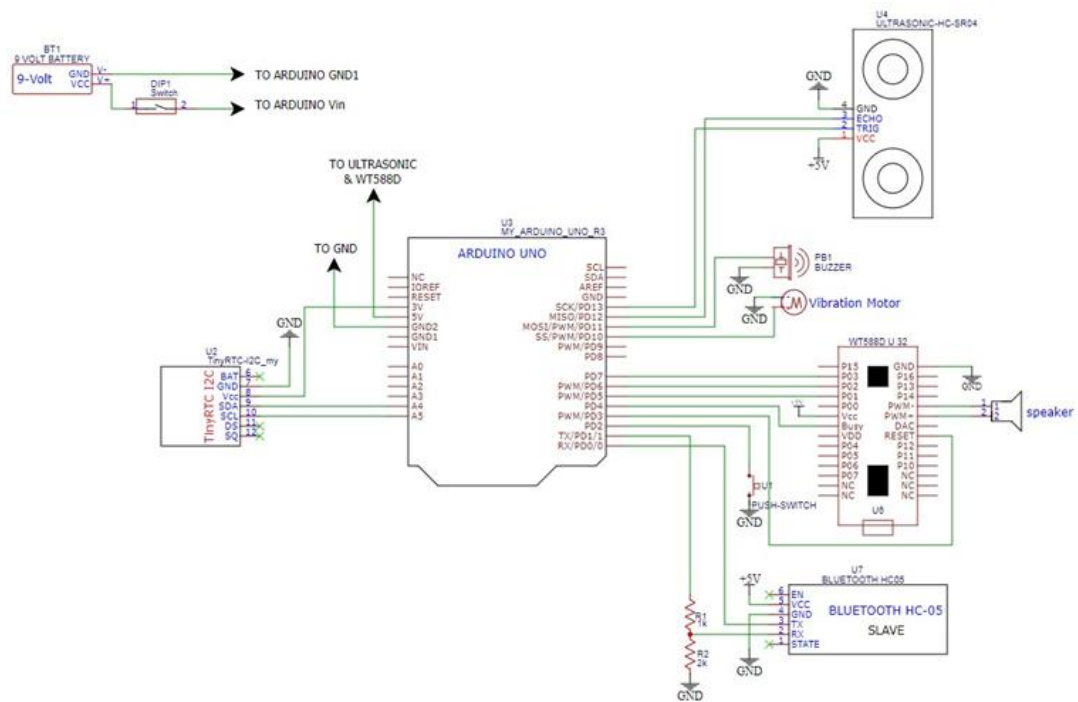 BT1
9 VOLT BATTERY
9-Volt
GND
VCC
V-
V+
TO ARDUINO GND1
DIP1
Switch
1
2
TO ARDUINO Vin
U4
ULTRASONIC-HC-SR04
GND
4
GND
3
ECHO
2
TRIG
1
VCC
+5V
TO ULTRASONIC
& WT588D
TO GND
U3
MY_ARDUINO_UNO_R3
ARDUINO UNO
NC
IOREF
RESET
3V
5V
GND2
GND1
VIN
A0
A1
A2
A3
A4
A5
SCL
SDA
AREF
GND
SCK/PD13
MISO/PD12
MOSI/PWM/PD11
SS/PWM/PD10
PWM/PD9
PD8
PD7
PWM/PD6
PWM/PD5
PD4
PWM/PD3
PD2
TX/PD1/1
RX/PD0/0
PB1
BUZZER
GND
Vibration Motor
M
GND
GND
U2
TinyRTC-I2C_my
TinyRTC I2C
BAT
6
GND
7
Vcc
8
SDA
9
SCL
10
DS
11
SQ
12
WT588D U 32
P15
P03
P02
P01
P00
Vcc
Busy
VDD
P04
P05
P06
P07
NC
NC
GND
P16
P13
P14
PWM-
PWM+
DAC
RESET
P12
P11
P10
NC
NC
NC
U6
GND
1
1
2
2
speaker
U1
PUSH-SWITCH
GND
U7
BLUETOOTH HC05
+5V
6
EN
5
VCC
4
GND
3
TX
2
RX
1
STATE
BLUETOOTH HC-05
SLAVE
GND
R1
1k
R2
2k
GND